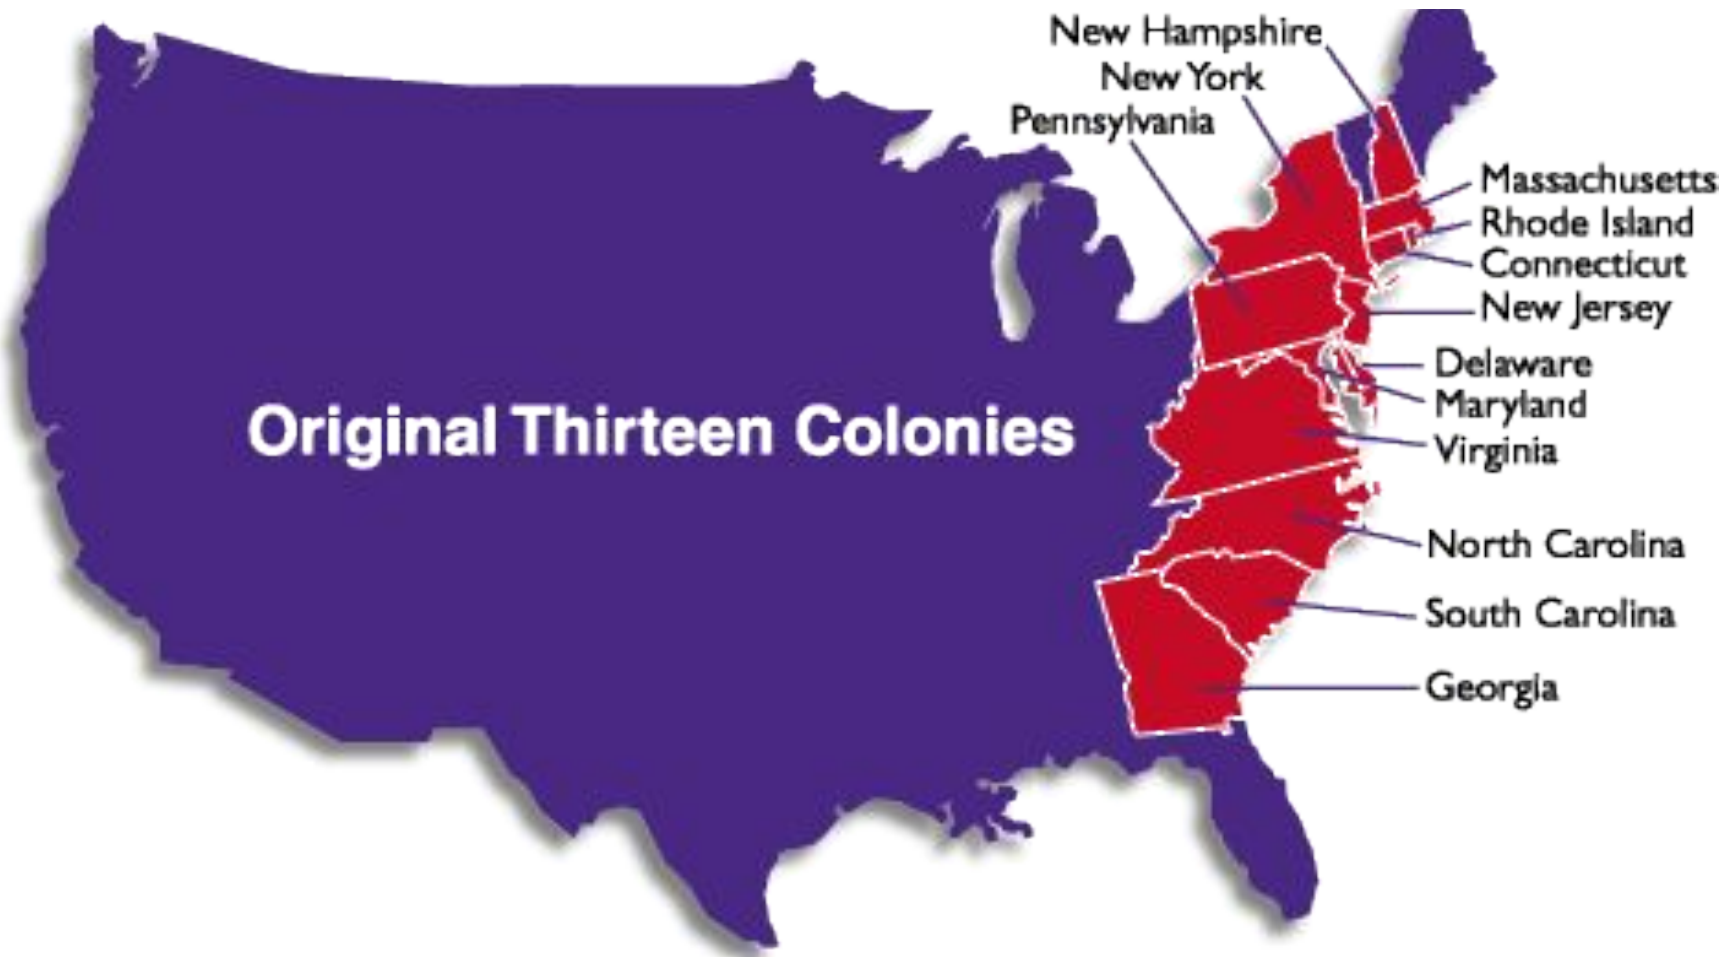 New Hampshire
New York
Pennsylvania
Massachusetts
Rhode Island
Connecticut
New Jersey
Delaware
Maryland
Original Thirteen Colonies
Virginia
North Carolina
South Carolina
Georgia